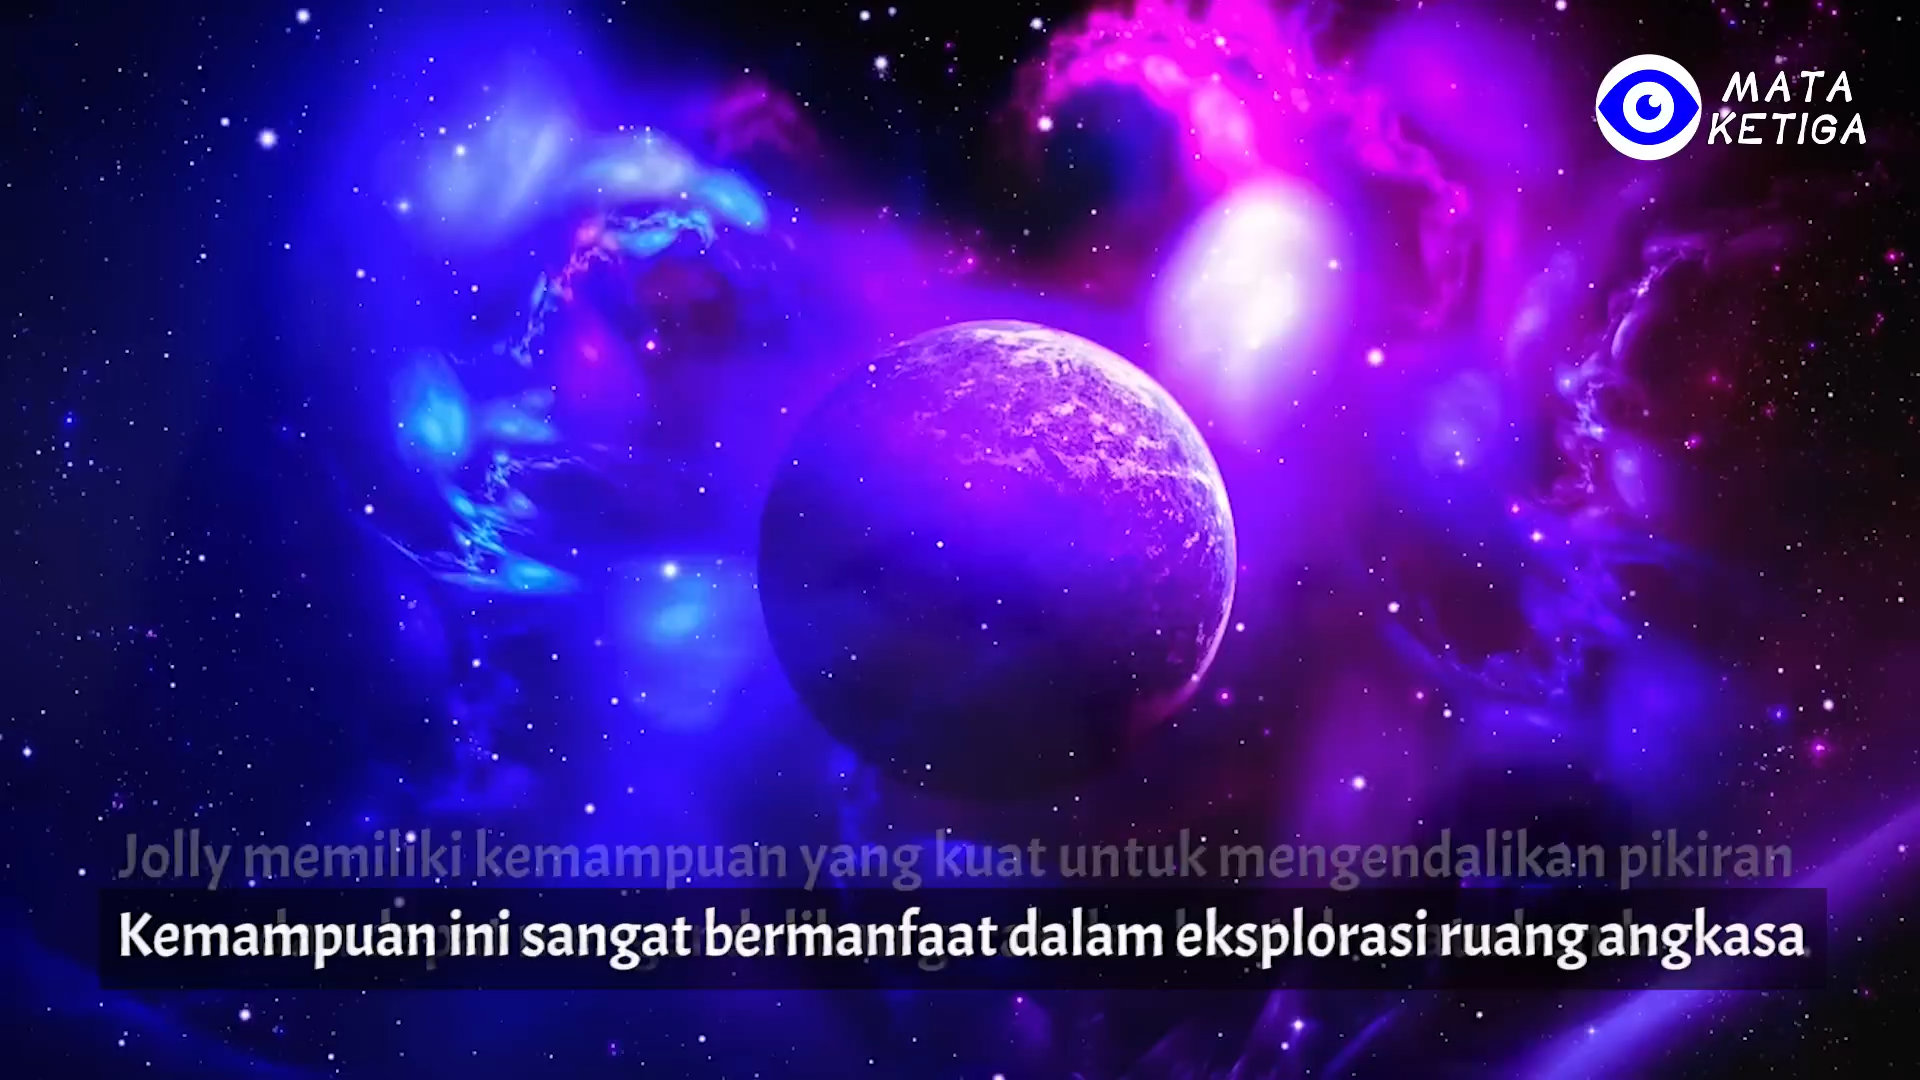 MATA
KETIGA
Jolly memiliki kemampuan yang kuat untuk mengendalikan pikiran
Kemampuan ini sangat bermanfaat dalam eksplorasi ruang angkasa